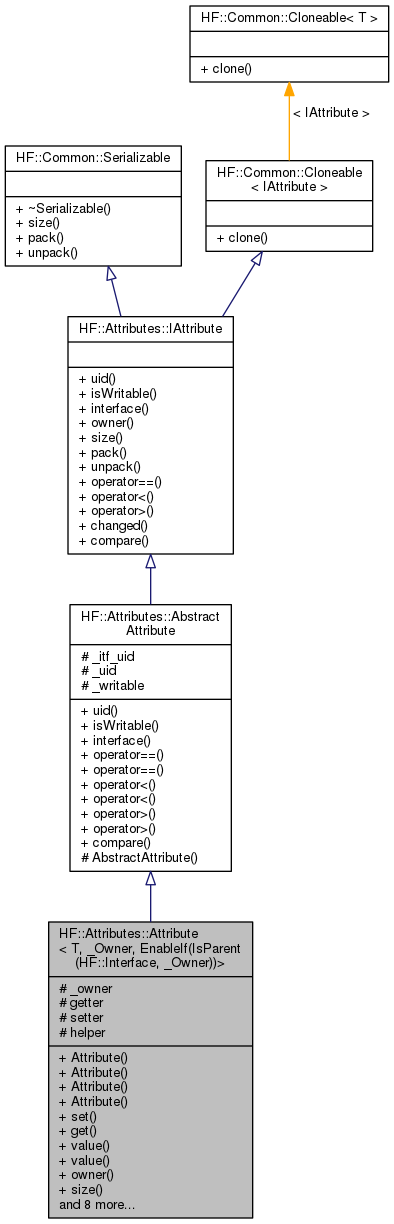 HF::Common::Cloneable< T >
+ clone()
< IAttribute >
HF::Common::Serializable
+ ~Serializable()
+ size()
+ pack()
+ unpack()
HF::Common::Cloneable
< IAttribute >
+ clone()
HF::Attributes::IAttribute
+ uid()
+ isWritable()
+ interface()
+ owner()
+ size()
+ pack()
+ unpack()
+ operator==()
+ operator<()
+ operator>()
+ changed()
+ compare()
HF::Attributes::Abstract
Attribute
# _itf_uid
# _uid
# _writable
+ uid()
+ isWritable()
+ interface()
+ operator==()
+ operator==()
+ operator<()
+ operator<()
+ operator>()
+ operator>()
+ compare()
# AbstractAttribute()
HF::Attributes::Attribute
< T, _Owner, EnableIf(IsParent
(HF::Interface, _Owner))>
# _owner
# getter
# setter
# helper
+ Attribute()
+ Attribute()
+ Attribute()
+ Attribute()
+ set()
+ get()
+ value()
+ value()
+ owner()
+ size()
and 8 more...